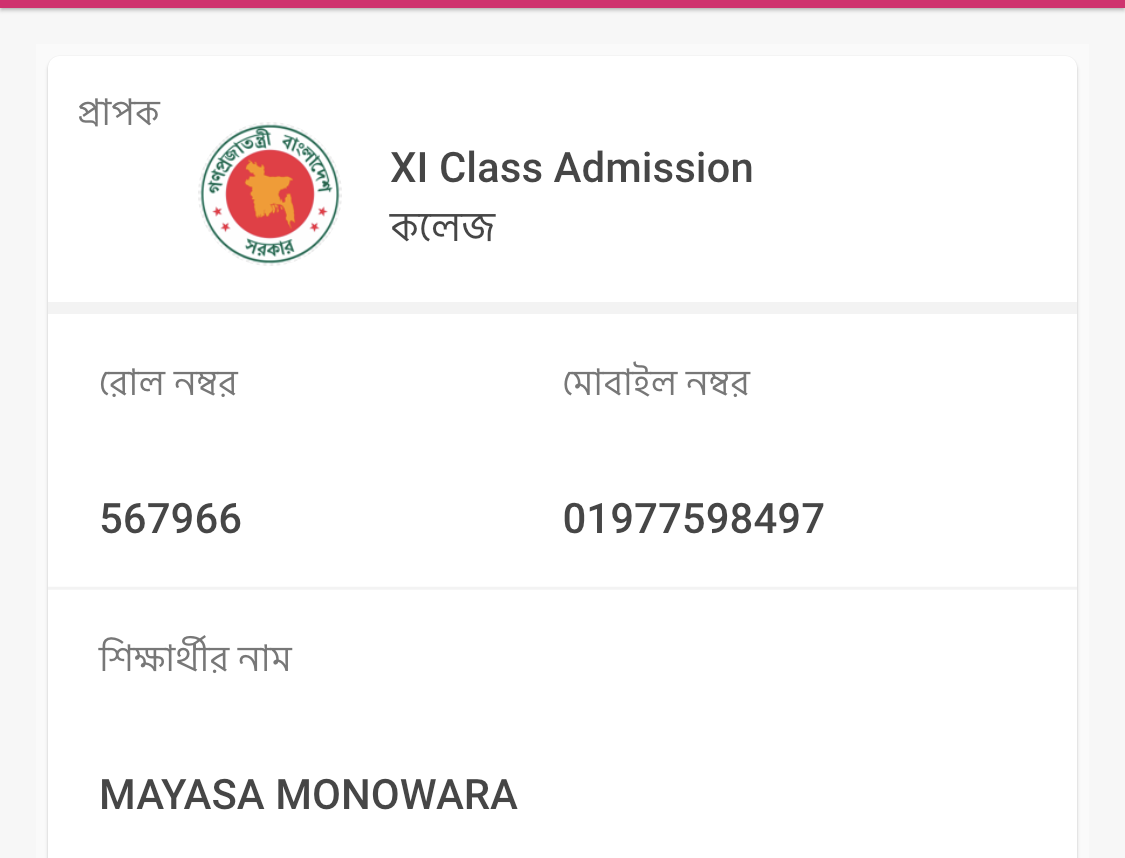 প্রাপক
গণপ্রজাতন্ত্রী বাংলাদেশ
সরকার
XI Class Admission
কলেজ
রোল নম্বর
মোবাইল নম্বর
567966
01977598497
শিক্ষার্থীর নাম
MAYASA MONOWARA